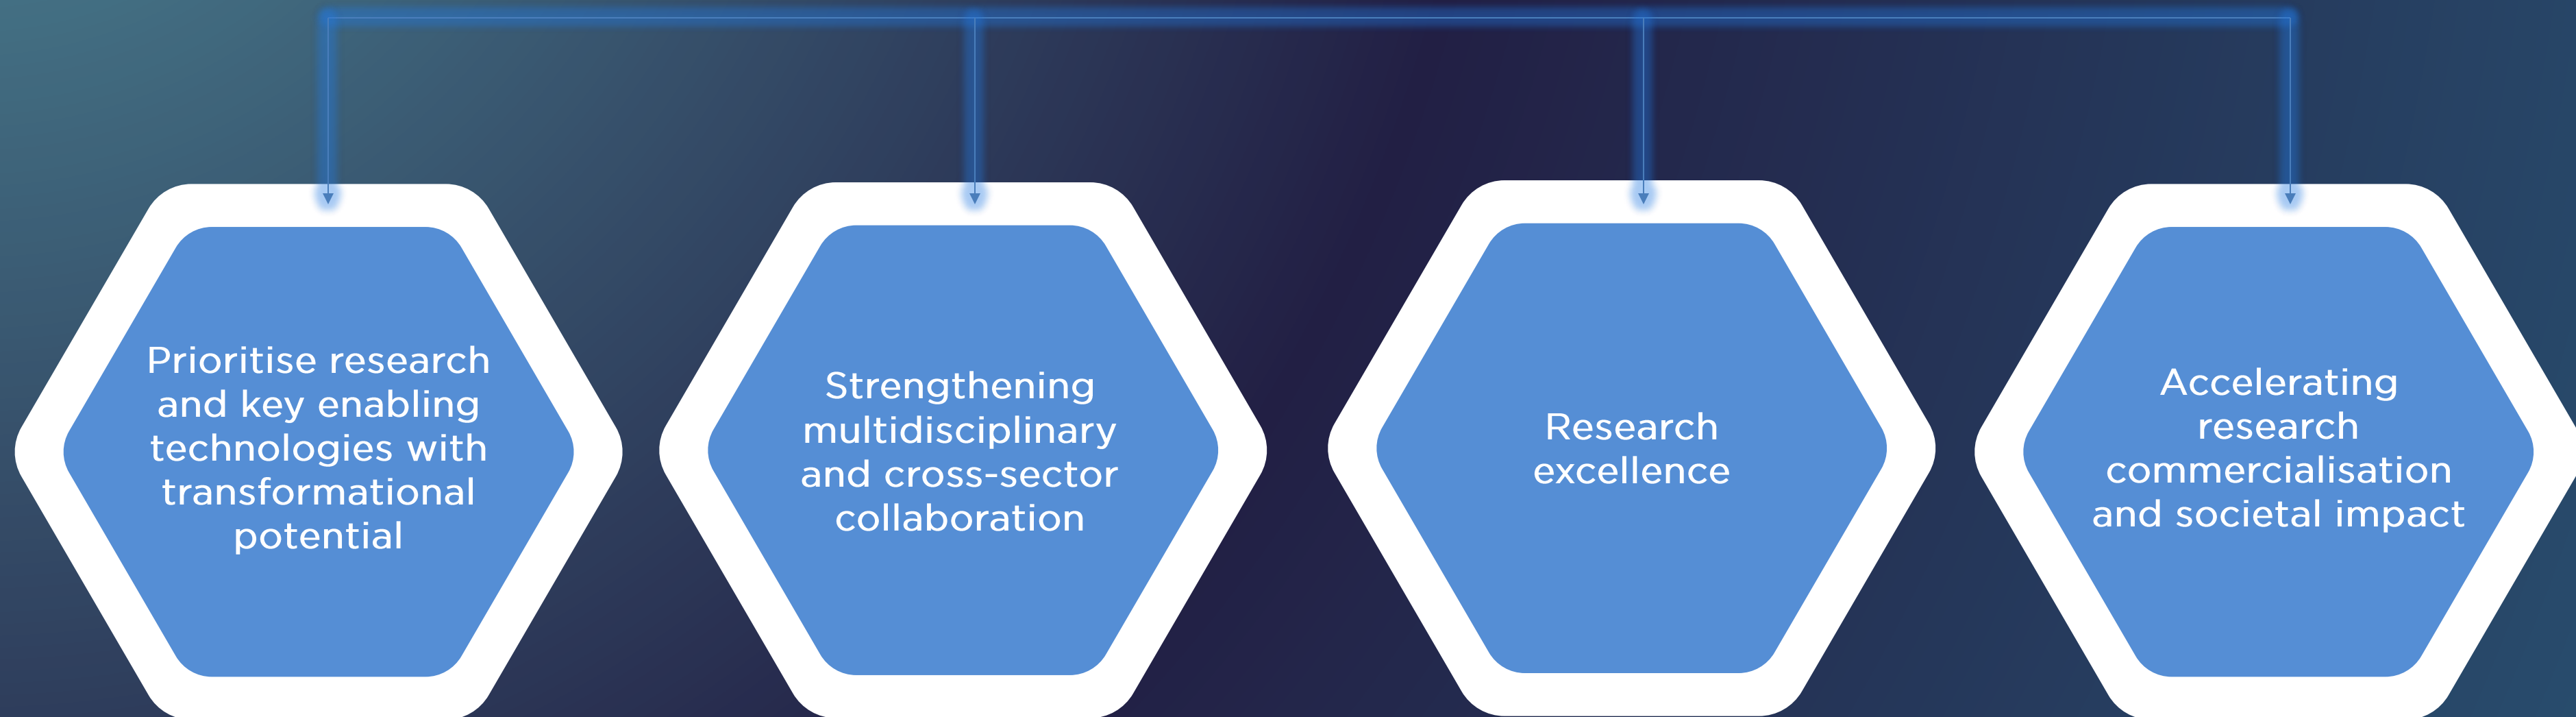 Prioritise research
and key enabling
technologies with
transformational
potential
Strengthening
multidisciplinary
and cross-sector
collaboration
Research
excellence
Accelerating
research
commercialisation
and societal impact